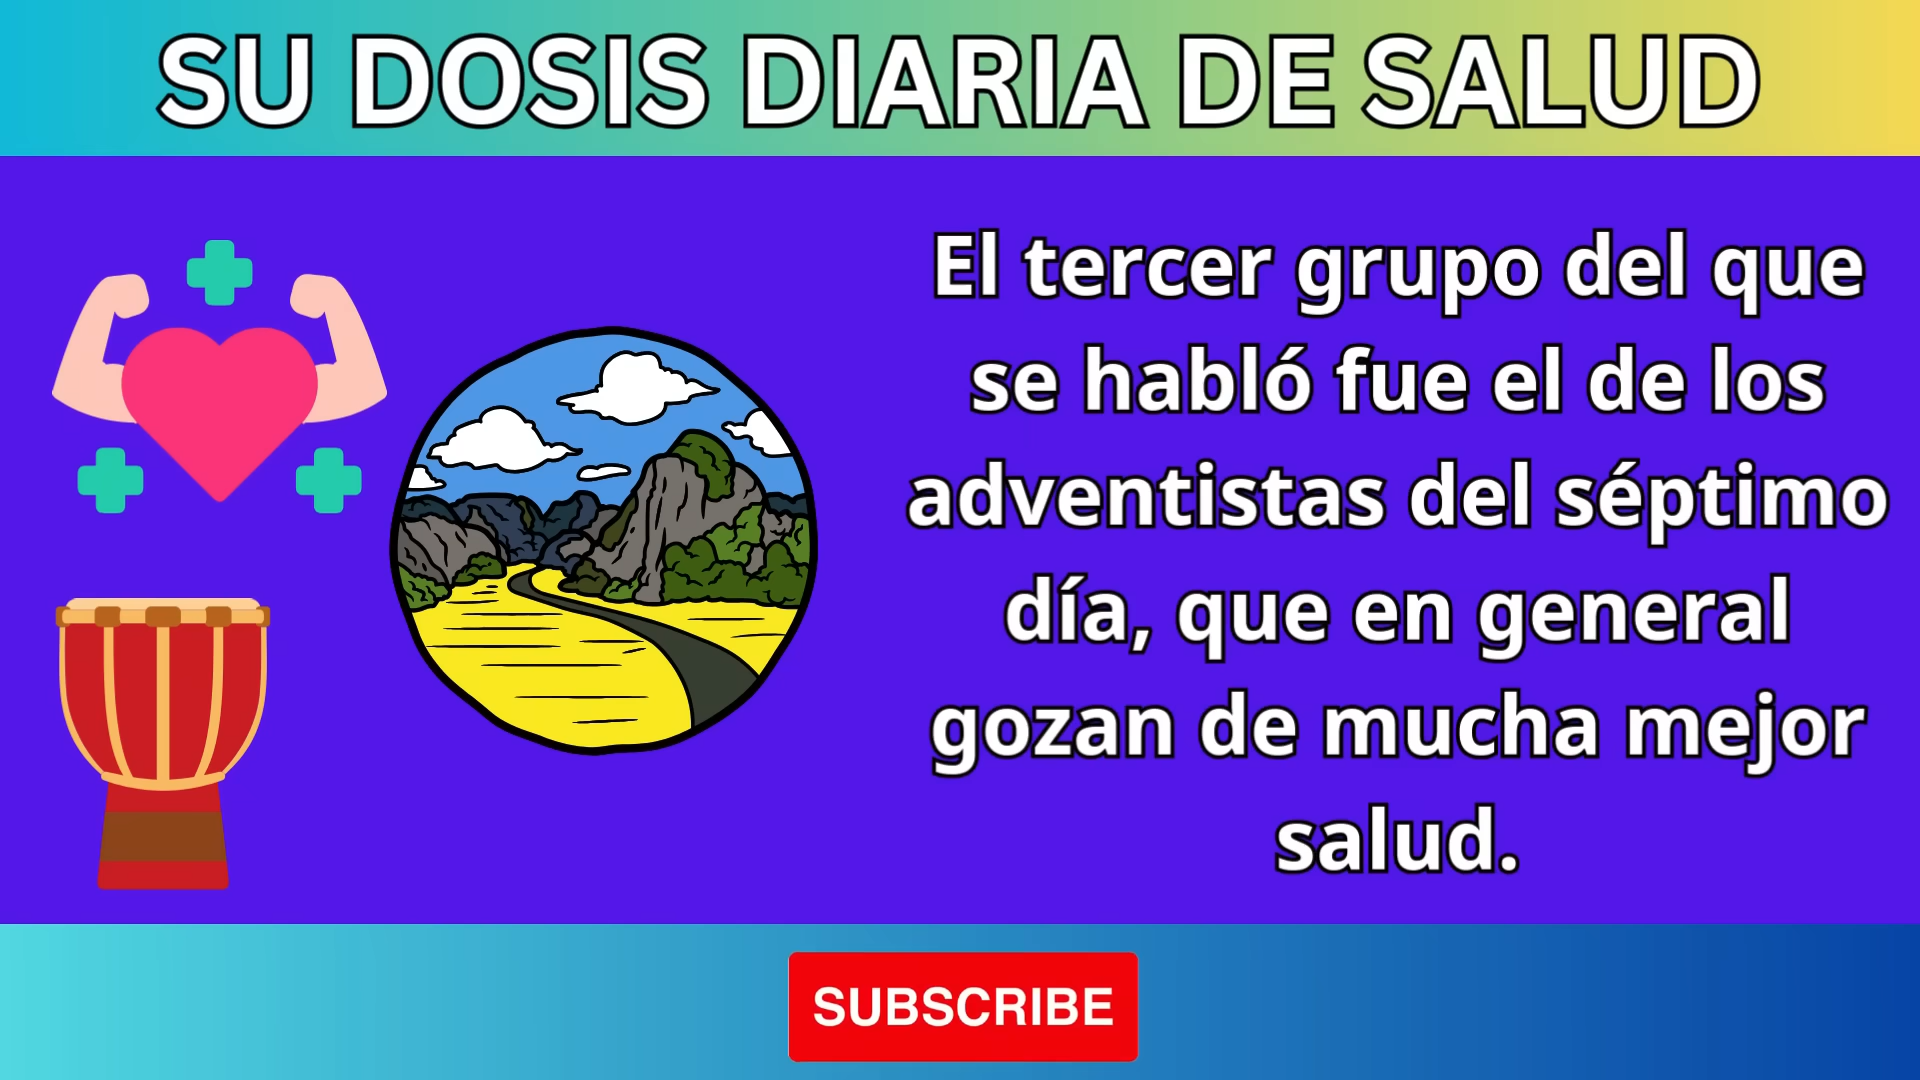 SU DOSIS DIARIA DE SALUD
El tercer grupo del que
se habló fue el de los
adventistas del séptimo
día, que en general
gozan de mucha mejor
salud.
SUBSCRIBE